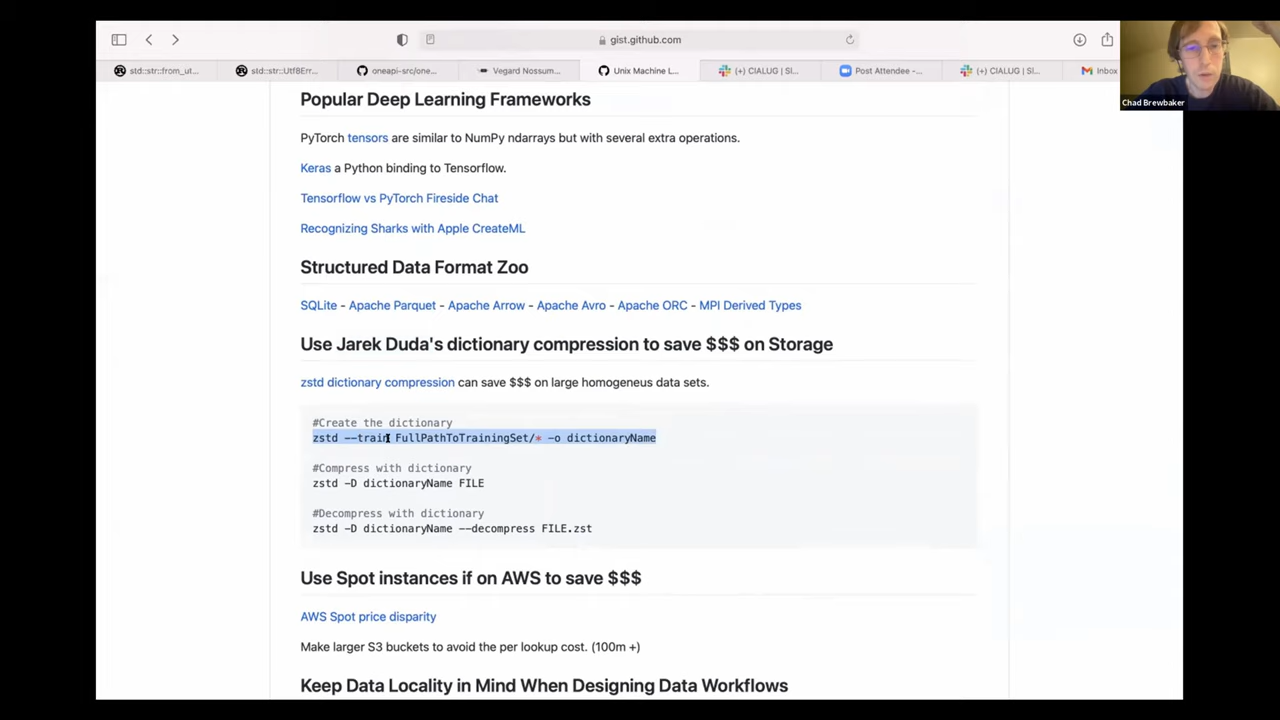 gist.github.com
std::str::from_ut...
std::str::Utf8Err...
oneapi-src/one...
Vegard Nossum...
Unix Machine L...
(+) CIALUG | Sl...
Post Attendee -...
(+) CIALUG | Sl...
Inbox
Chad Brewbaker
Popular Deep Learning Frameworks
PyTorch tensors are similar to NumPy ndarrays but with several extra operations.
Keras a Python binding to Tensorflow.
Tensorflow vs PyTorch Fireside Chat
Recognizing Sharks with Apple CreateML
Structured Data Format Zoo
SQLite - Apache Parquet - Apache Arrow - Apache Avro - Apache ORC - MPI Derived Types
Use Jarek Duda's dictionary compression to save $$$ on Storage
zstd dictionary compression can save $$$ on large homogeneus data sets.
#Create the dictionary
zstd --train FullPathToTrainingSet/* -o dictionaryName
#Compress with dictionary
zstd -D dictionaryName FILE
#Decompress with dictionary
zstd -D dictionaryName --decompress FILE.zst
Use Spot instances if on AWS to save $$$
AWS Spot price disparity
Make larger S3 buckets to avoid the per lookup cost. (100m +)
Keep Data Locality in Mind When Designing Data Workflows